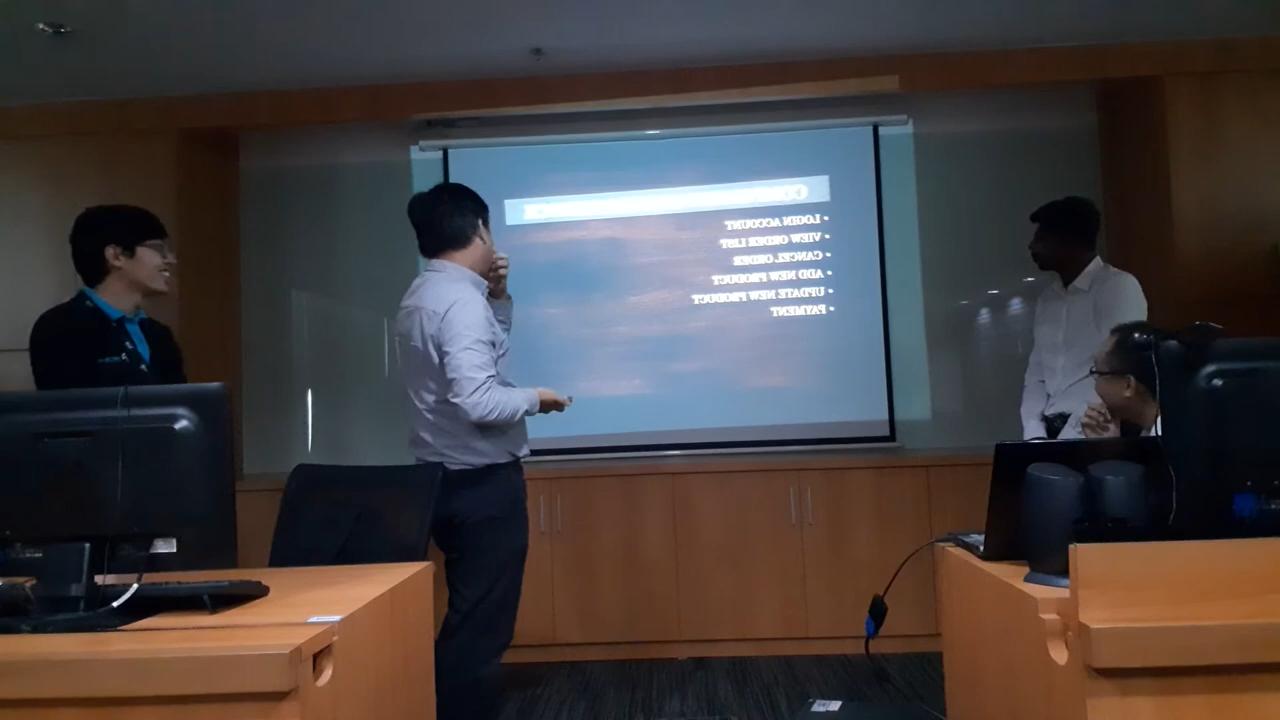 • LOGIN ACCOUNT
• VIEW ORDER LIST
• CANCEL ORDER
• ADD NEW PRODUCT
• UPDATE NEW PRODUCT
• PAYMENT